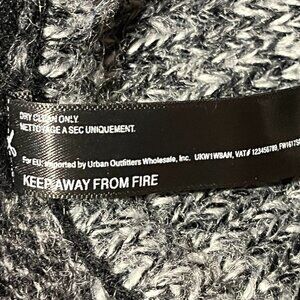 DRY CLEAN ONLY.
NETTOYAGE A SEC UNIQUEMENT.
For EU: imported by Urban Outfitters Wholesale, Inc. UKW1WBAN, VAT# 123456789,
KEEP AWAY FROM FIRE